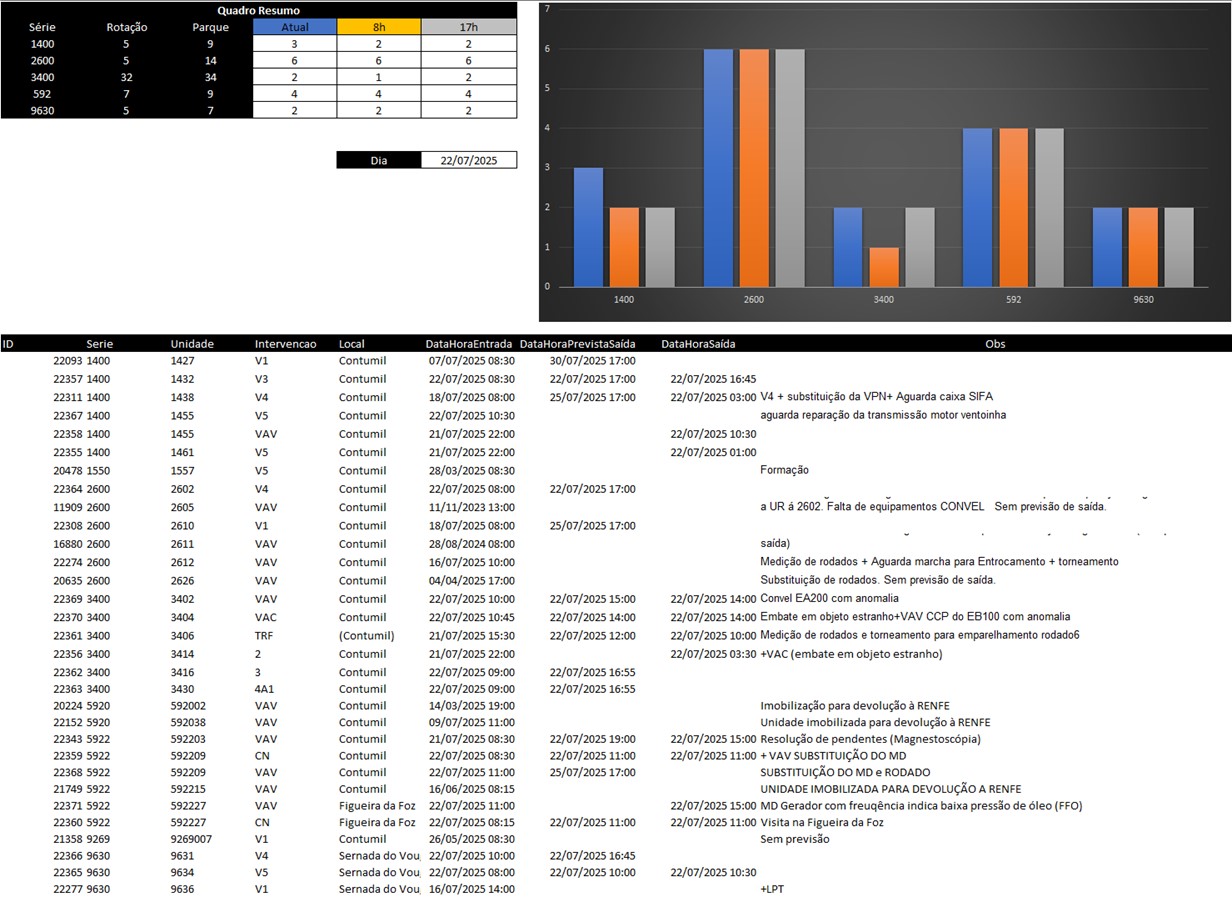 Quadro Resumo
Série Rotação Parque Atual 8h 17h
1400 5 9 3 2 2
2600 5 14 6 6 6
3400 32 34 2 1 2
592 7 9 4 4 4
9630 5 7 2 2 2
Dia 22/07/2025
7
6
5
4
3
2
1
0
1400 2600 3400 592 9630
ID Serie Unidade Intervencao Local DataHoraEntrada DataHoraPrevistaSaída DataHoraSaída Obs
22093 1400 1427 V1 Contumil 07/07/2025 08:30 30/07/2025 17:00
22357 1400 1432 V3 Contumil 22/07/2025 08:30 22/07/2025 17:00 22/07/2025 16:45
22311 1400 1438 V4 Contumil 18/07/2025 08:00 25/07/2025 17:00 22/07/2025 03:00 V4 + substituição da VPN+ Aguarda caixa SIFA
22367 1400 1455 V5 Contumil 22/07/2025 10:30 aguarda reparação da transmissão motor ventoinha
22358 1400 1455 VAV Contumil 21/07/2025 22:00 22/07/2025 10:30
22355 1400 1461 V5 Contumil 21/07/2025 22:00 22/07/2025 01:00
20478 1550 1557 V5 Contumil 28/03/2025 08:30 Formação
22364 2600 2602 V4 Contumil 22/07/2025 08:00 22/07/2025 17:00
11909 2600 2605 VAV Contumil 11/11/2023 13:00 a UR á 2602. Falta de equipamentos CONVEL Sem previsão de saída.
22308 2600 2610 V1 Contumil 18/07/2025 08:00 25/07/2025 17:00
16880 2600 2611 VAV Contumil 28/08/2024 08:00 saída)
22274 2600 2612 VAV Contumil 16/07/2025 10:00 Medição de rodados + Aguarda marcha para Entrocamento + torneamento
20635 2600 2626 VAV Contumil 04/04/2025 17:00 Substituição de rodados. Sem previsão de saída.
22369 3400 3402 VAV Contumil 22/07/2025 10:00 22/07/2025 15:00 22/07/2025 14:00 Convel EA200 com anomalia
22370 3400 3404 VAC Contumil 22/07/2025 10:45 22/07/2025 14:00 22/07/2025 14:00 Embate em objeto estranho+VAV CCP do EB100 com anomalia
22361 3400 3406 TRF (Contumil) 21/07/2025 15:30 22/07/2025 12:00 22/07/2025 10:00 Medição de rodados e torneamento para emparelhamento rodado6
22356 3400 3414 2 Contumil 21/07/2025 22:00 22/07/2025 03:30 +VAC (embate em objeto estranho)
22362 3400 3416 3 Contumil 22/07/2025 09:00 22/07/2025 16:55
22363 3400 3430 4A1 Contumil 22/07/2025 09:00 22/07/2025 16:55
20224 5920 592002 VAV Contumil 14/03/2025 19:00 Imobilização para devolução à RENFE
22152 5920 592038 VAV Contumil 09/07/2025 11:00 Unidade imobilizada para devolução à RENFE
22343 5922 592203 VAV Contumil 21/07/2025 08:30 22/07/2025 19:00 22/07/2025 15:00 Resolução de pendentes (Magnestoscópia)
22359 5922 592209 CN Contumil 22/07/2025 08:30 22/07/2025 11:00 22/07/2025 11:00 + VAV SUBSTITUIÇÃO DO MD
22368 5922 592209 VAV Contumil 22/07/2025 11:00 25/07/2025 17:00 SUBSTITUIÇÃO DO MD e RODADO
21749 5922 592215 VAV Contumil 16/06/2025 08:15 UNIDADE IMOBILIZADA PARA DEVOLUÇÃO A RENFE
22371 5922 592227 VAV Figueira da Foz 22/07/2025 11:00 22/07/2025 15:00 MD Gerador com freuqência indica baixa pressão de óleo (FFO)
22360 5922 592227 CN Figueira da Foz 22/07/2025 08:15 22/07/2025 11:00 22/07/2025 11:00 Visita na Figueira da Foz
21358 9269 9269007 V1 Contumil 26/05/2025 08:30 Sem previsão
22366 9630 9631 V4 Sernada do Vou 22/07/2025 10:00 22/07/2025 16:45
22365 9630 9634 V5 Sernada do Vou 22/07/2025 08:00 22/07/2025 10:00 22/07/2025 10:30
22277 9630 9636 V1 Sernada do Vou 16/07/2025 14:00 +LPT